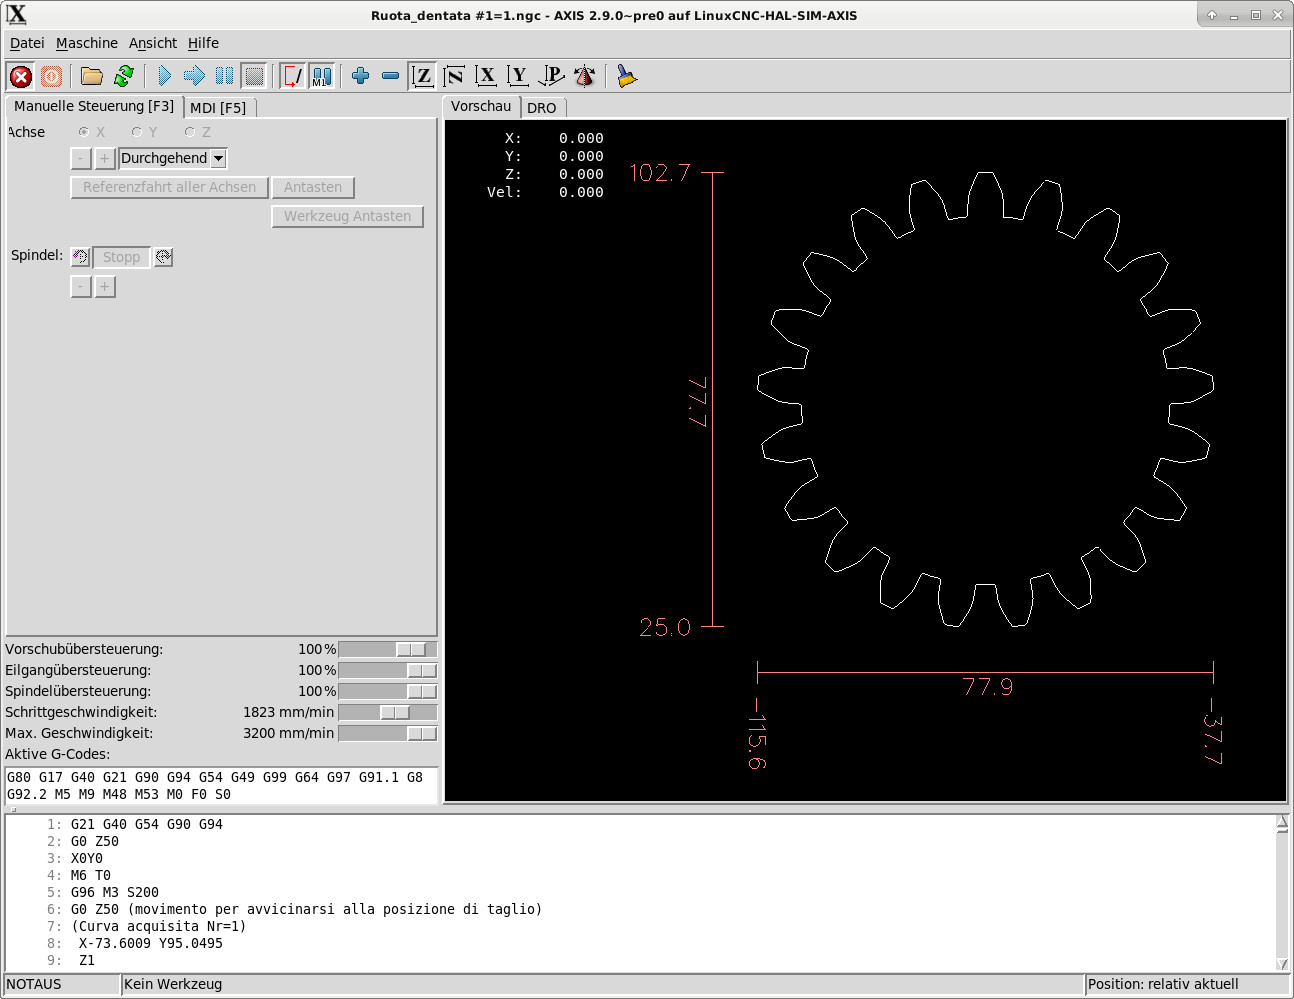 Ruota_dentata #1=1.ngc - AXIS 2.9.0~pre0 auf LinuxCNC-HAL-SIM-AXIS
Datei Maschine Ansicht Hilfe
M1 Z N X Y P
Manuelle Steuerung [F3] MDI [F5]
Achse X Y Z
- + Durchgehend
Referenzfahrt aller Achsen Antasten
Werkzeug Antasten
Spindel: Stopp
- +
Vorschubübersteuerung: 100 %
Eilgangübersteuerung: 100 %
Spindelübersteuerung: 100 %
Schrittgeschwindigkeit: 1823 mm/min
Max. Geschwindigkeit: 3200 mm/min
Aktive G-Codes:
G80 G17 G40 G21 G90 G94 G54 G49 G99 G64 G97 G91.1 G8
G92.2 M5 M9 M48 M53 M0 F0 S0
Vorschau DRO
X: 0.000
Y: 0.000
Z: 0.000
Vel: 0.000
102.7
77.7
25.0
77.9
-115.6
-37.7
1: G21 G40 G54 G90 G94
2: G0 Z50
3: X0Y0
4: M6 T0
5: G96 M3 S200
6: G0 Z50 (movimento per avvicinarsi alla posizione di taglio)
7: (Curva acquisita Nr=1)
8: X-73.6009 Y95.0495
9: Z1
NOTAUS Kein Werkzeug Position: relativ aktuell